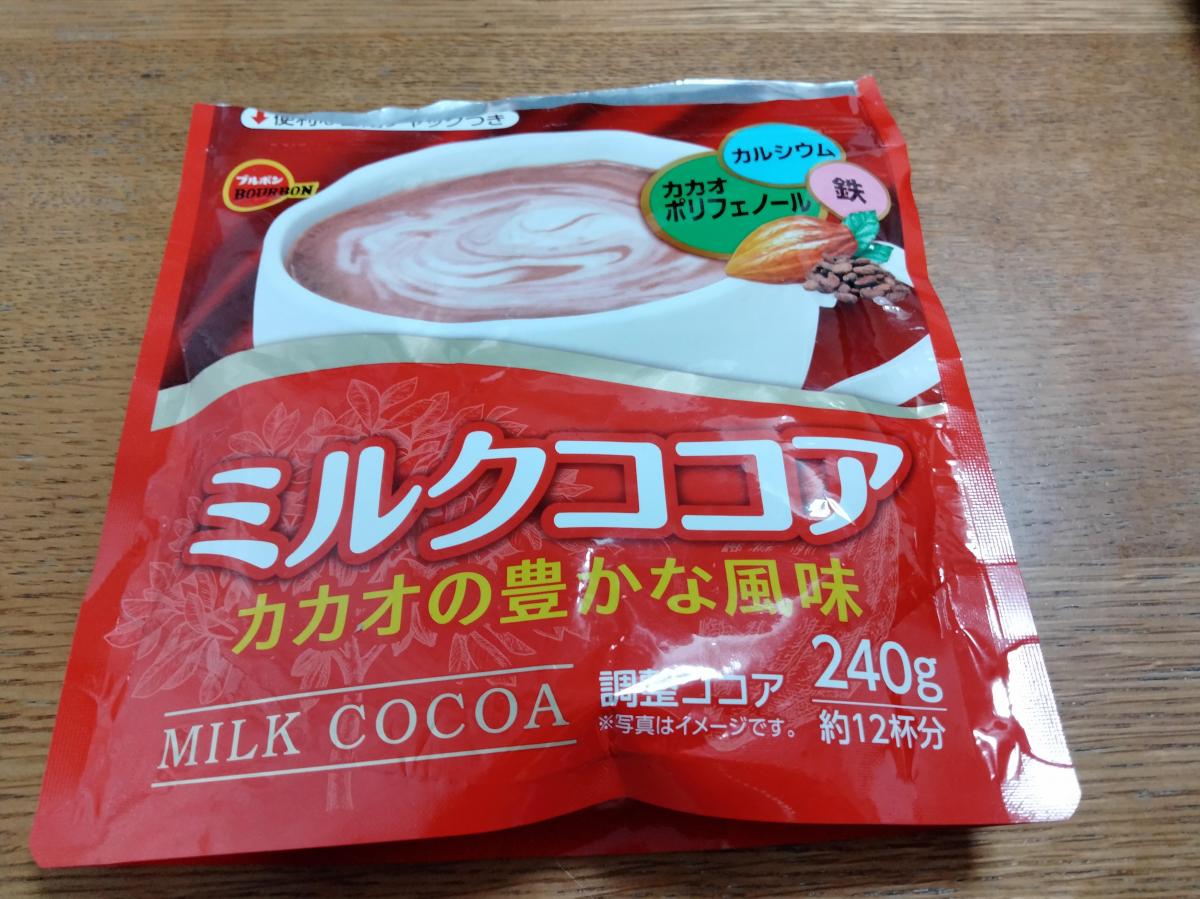 つき
ブルボン
BOURBON
カルシウム
カカオ
ポリフェノール
鉄
ミルクココア
カカオの豊かな風味
MILK COCOA
調整ココア
※写真はイメージです。
240g
約12杯分